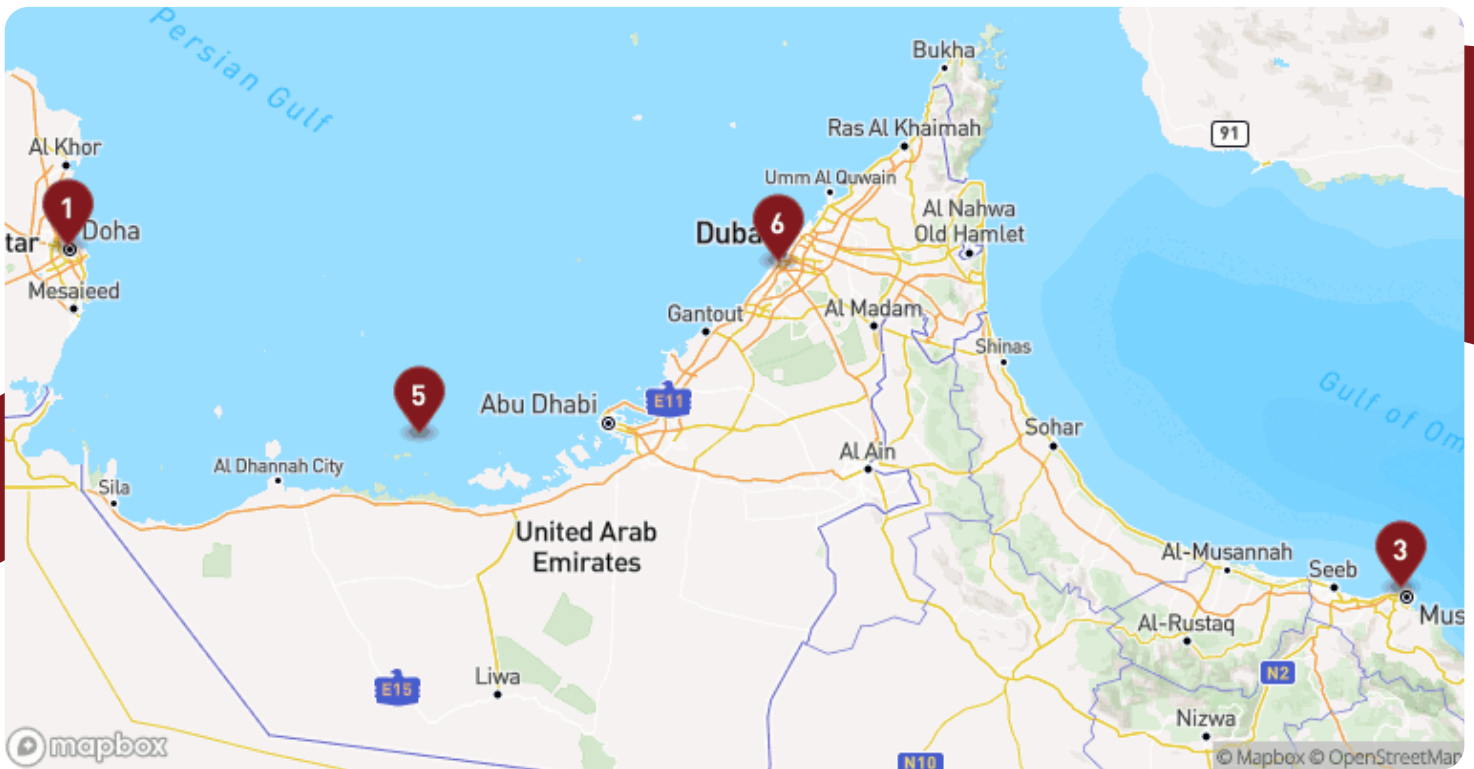 Persian Gulf
Bukha
Ras Al Khaimah
91
Al Khor
Umm Al Quwain
1
Doha
tar
6
Duba
Al Nahwa
Old Hamlet
Mesaieed
Gantout
Al Madam
Shinas
5
Abu Dhabi
E11
Gulf of Om
Sohar
Al Ain
Al Dhannah City
Sila
United Arab
Emirates
3
Al-Musannah
Seeb
Mus
Al-Rustaq
Liwa
E15
N2
Nizwa
mapbox
N10
© Mapbox © OpenStreetMap